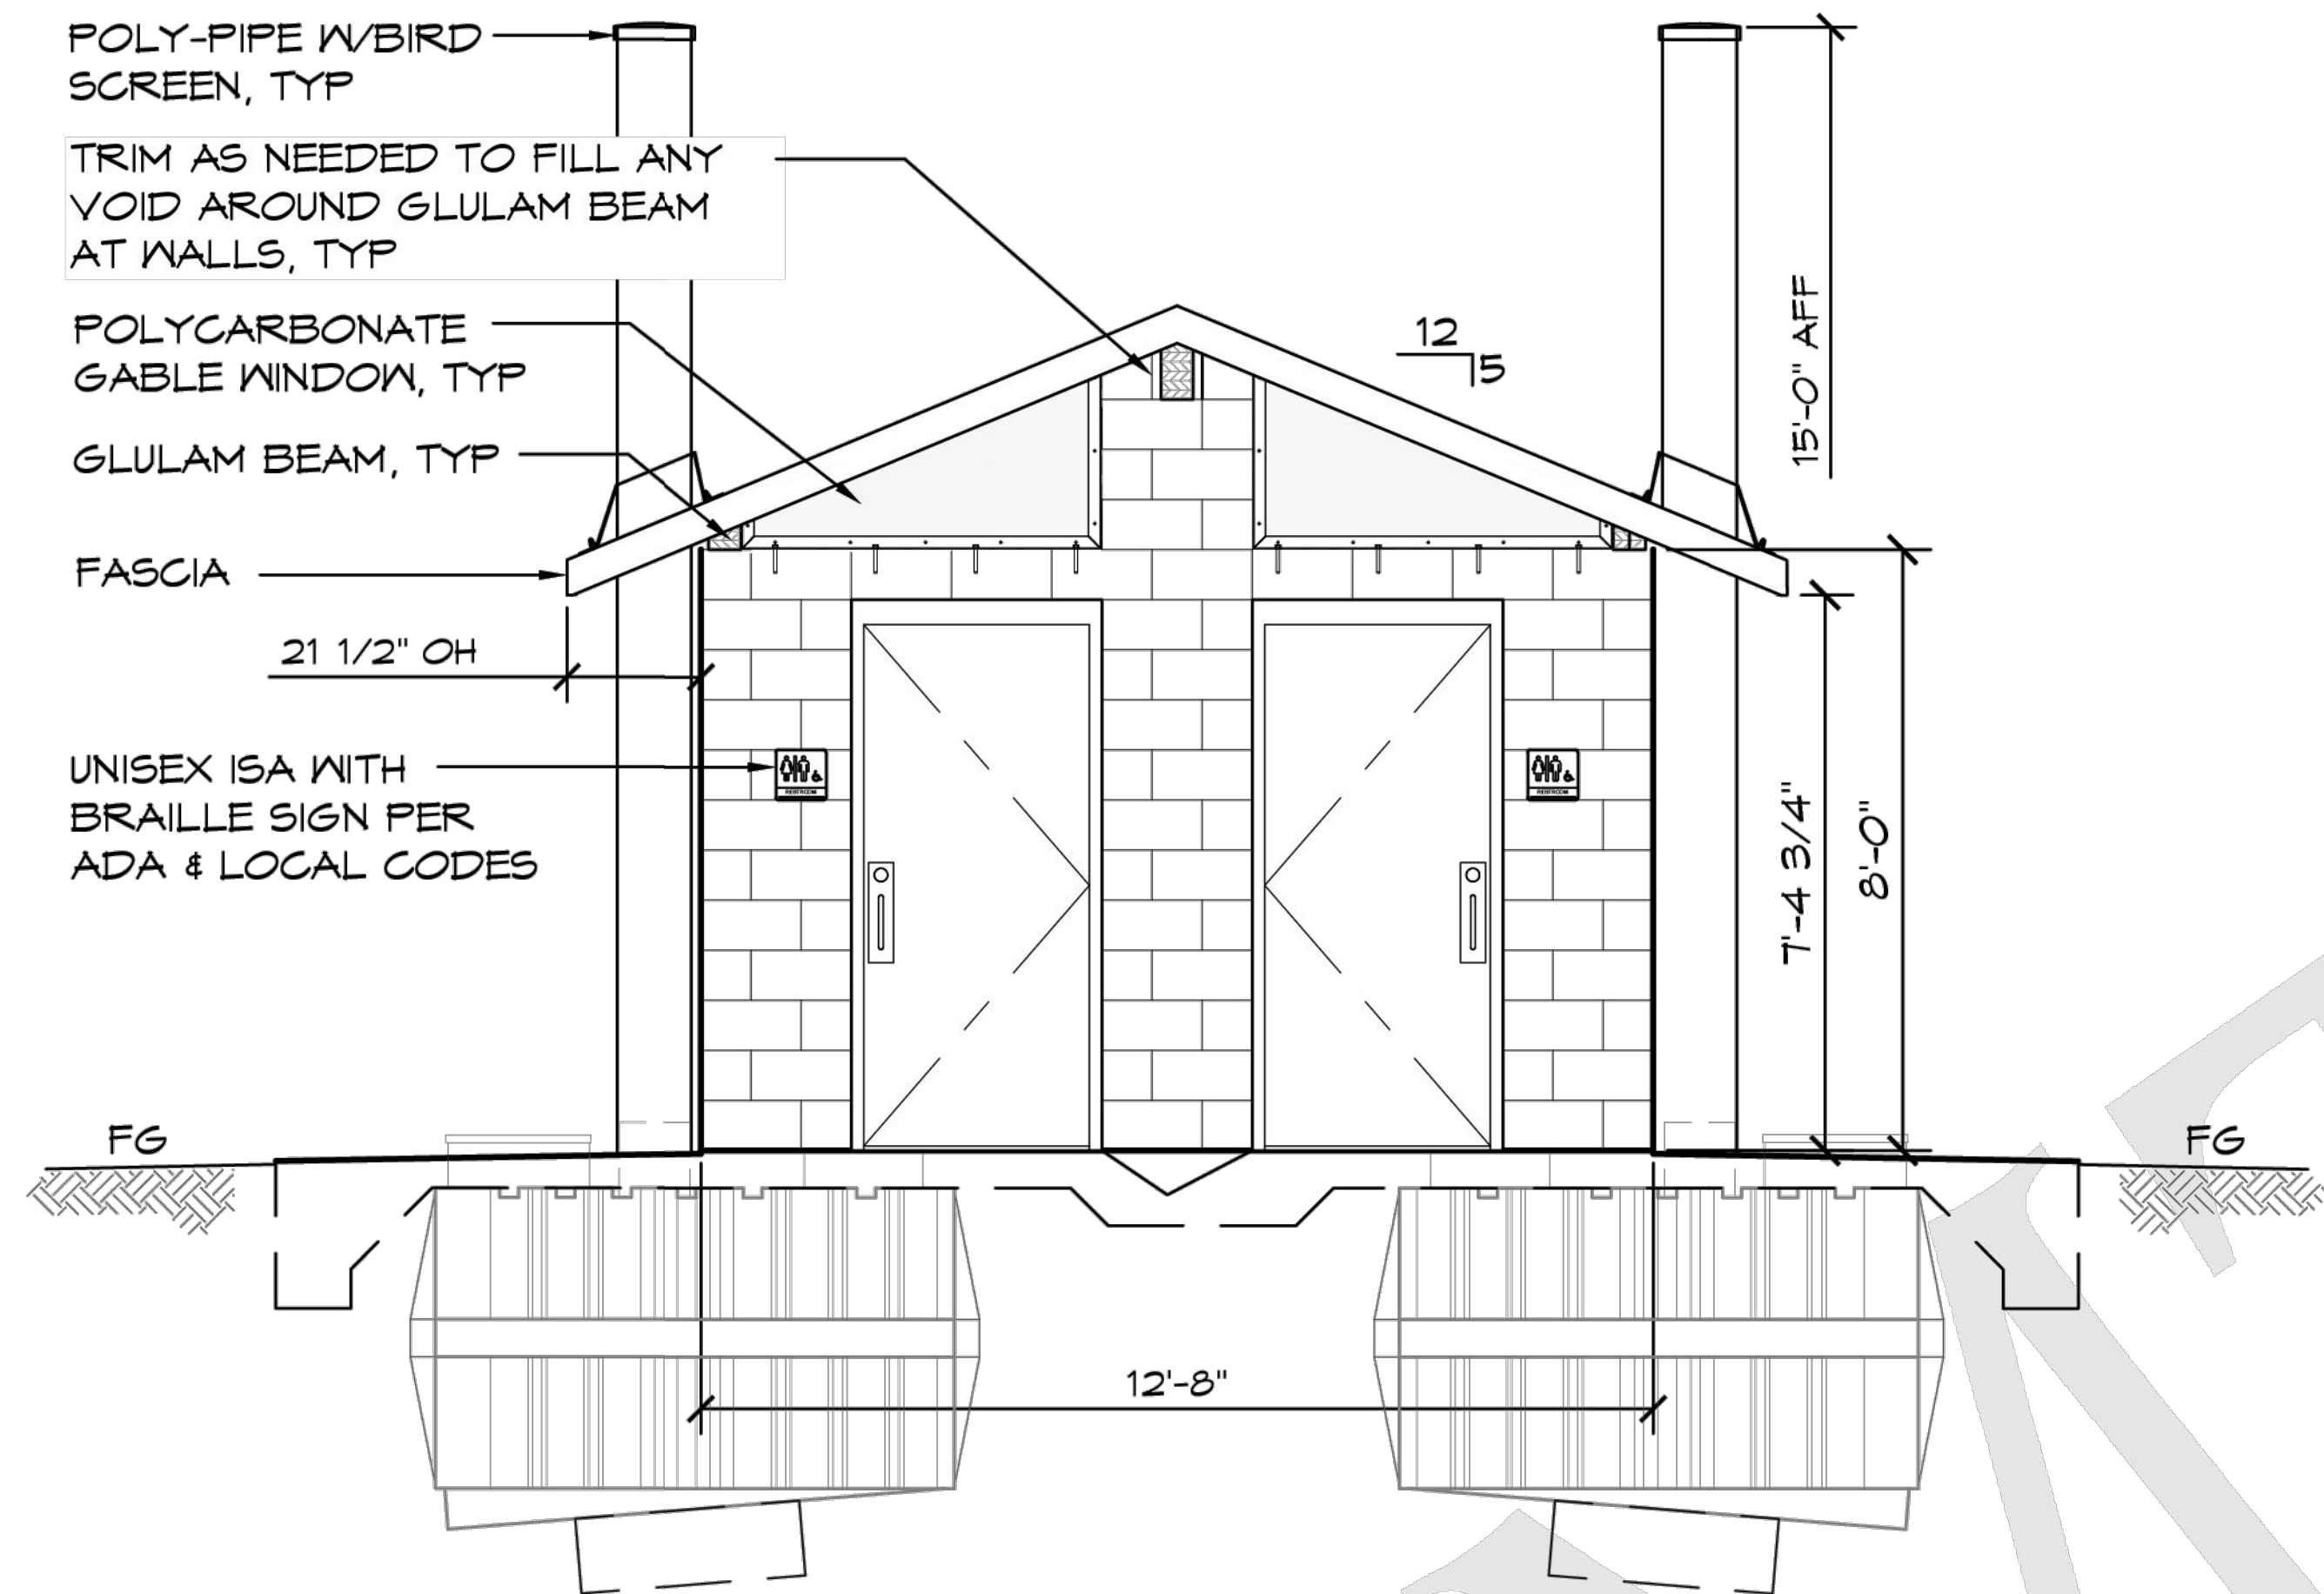 POLY-PIPE W/BIRD
SCREEN, TYP
TRIM AS NEEDED TO FILL ANY
VOID AROUND GLULAM BEAM
AT WALLS, TYP
POLYCARBONATE
GABLE WINDOW, TYP
GLULAM BEAM, TYP
FASCIA
21 1/2" OH
UNISEX ISA WITH
BRAILLE SIGN PER
ADA & LOCAL CODES
12
5
15'-0" AFF
7'-4 3/4"
8'-0"
RESTROOM
RESTROOM
FG
FG
12'-8"